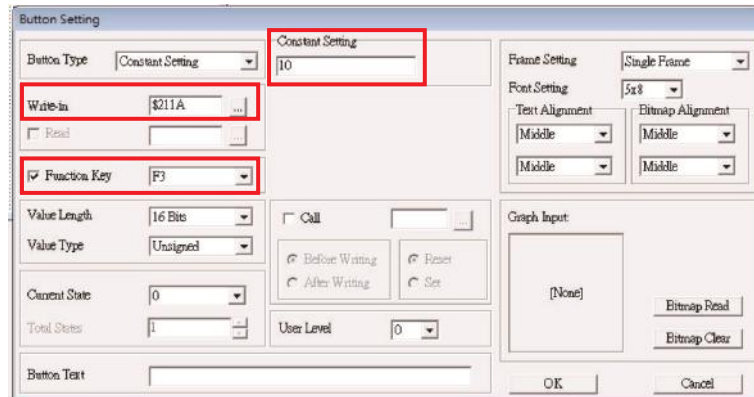 Button Setting
Button Type
Constant Setting
Constant Setting
10
Write-in
$211A
...
Read
...
Function Key
F3
Value Length
16 Bits
Value Type
Unsigned
Current State
0
Total States
1
Button Text
Call
...
Before Writing
After Writing
Reset
Set
User Level
0
Frame Setting
Single Frame
Font Setting
5x8
Text Alignment
Middle
Middle
Bitmap Alignment
Middle
Middle
Graph Input:
[None]
Bitmap Read
Bitmap Clear
OK
Cancel